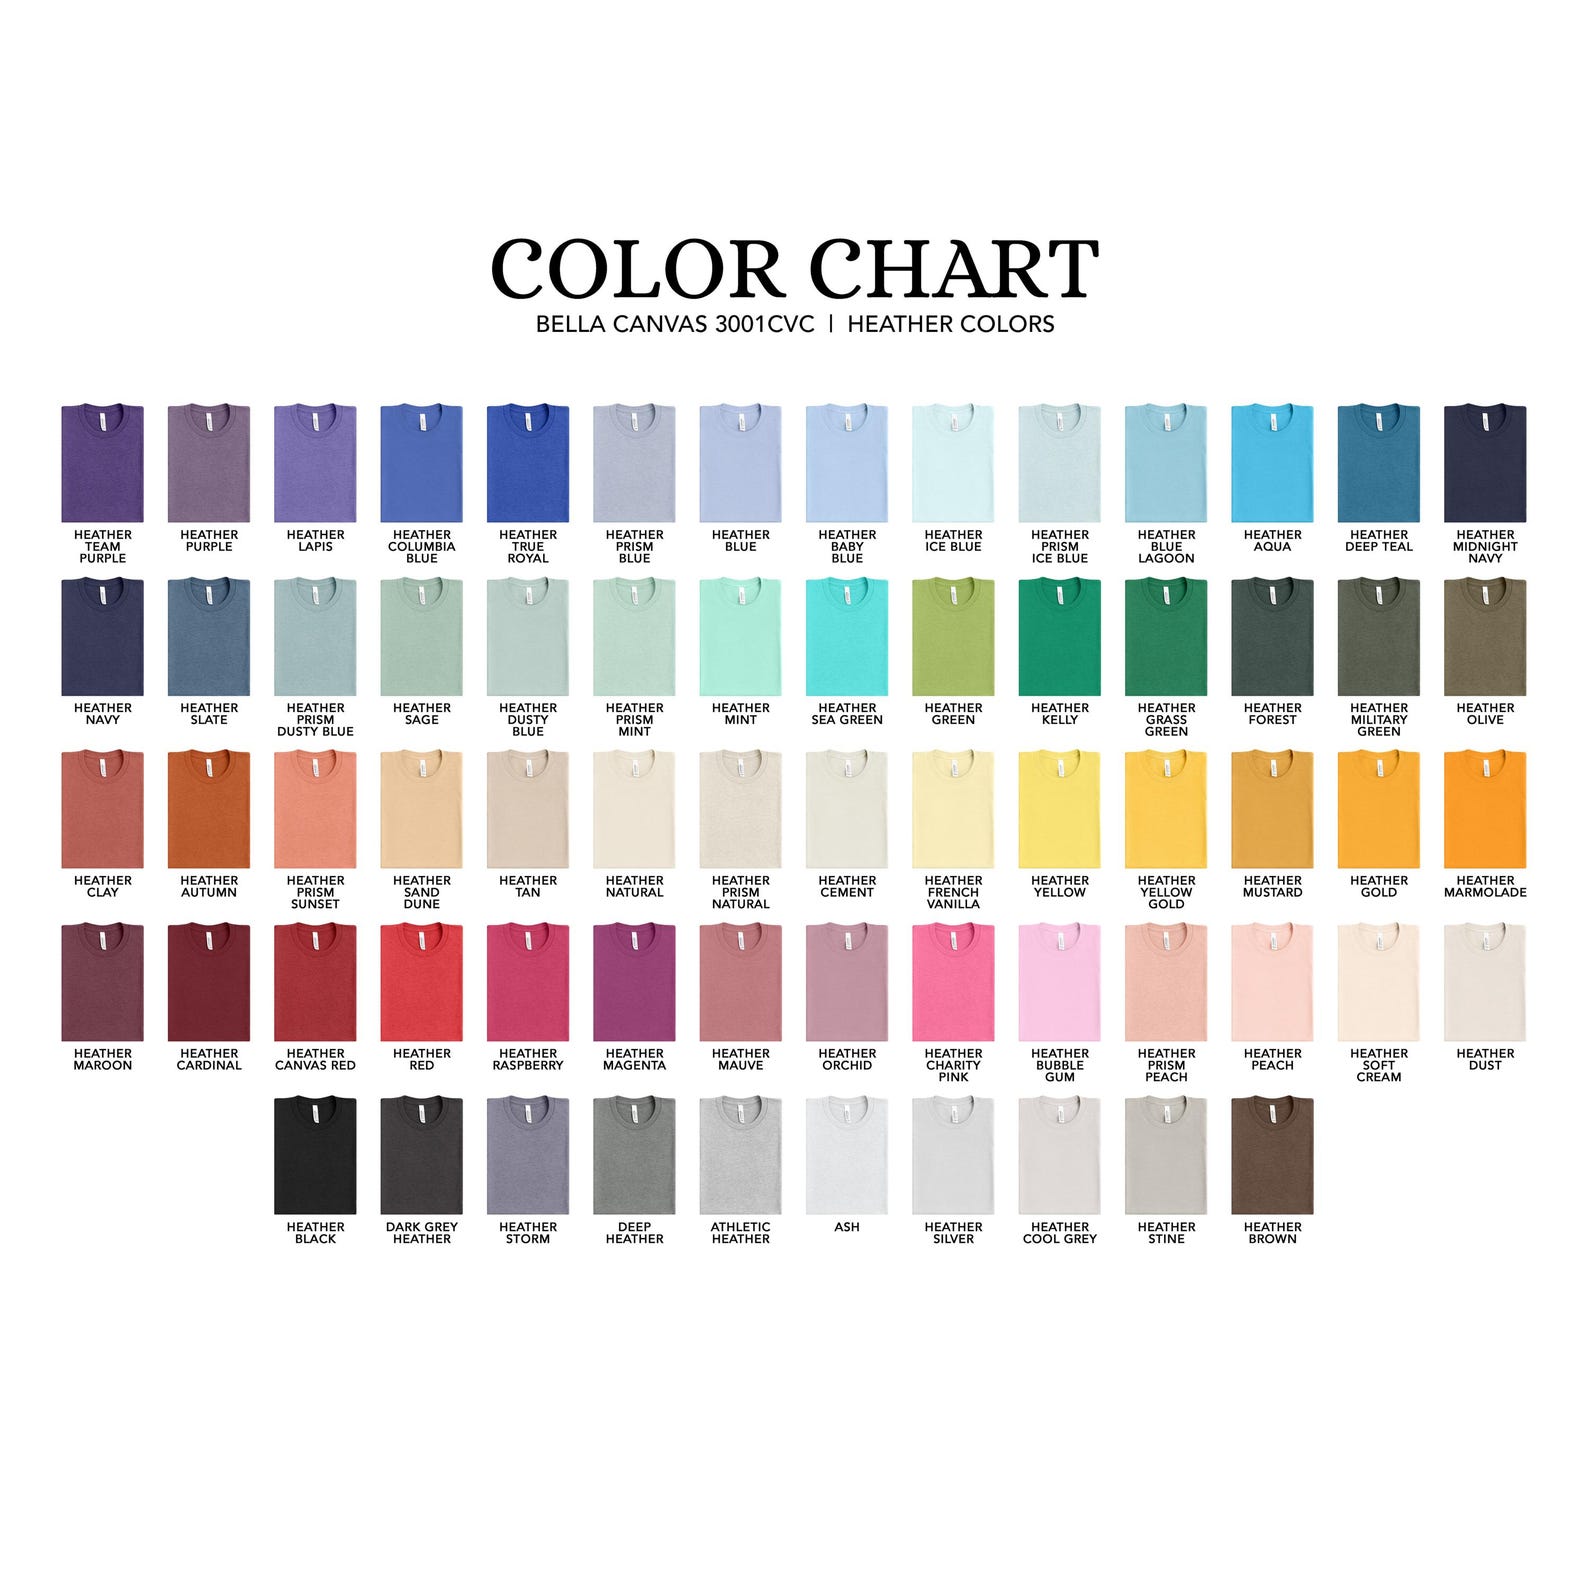 COLOR CHART
BELLA CANVAS 3001CVC | HEATHER COLORS
HEATHER
TEAM
PURPLE
HEATHER
PURPLE
HEATHER
LAPIS
HEATHER
COLUMBIA
BLUE
HEATHER
TRUE
ROYAL
HEATHER
PRISM
BLUE
HEATHER
BLUE
HEATHER
BABY
BLUE
HEATHER
ICE BLUE
HEATHER
PRISM
ICE BLUE
HEATHER
BLUE
LAGOON
HEATHER
AQUA
HEATHER
DEEP TEAL
HEATHER
MIDNIGHT
NAVY
HEATHER
NAVY
HEATHER
SLATE
HEATHER
PRISM
DUSTY BLUE
HEATHER
SAGE
HEATHER
DUSTY
BLUE
HEATHER
PRISM
MINT
HEATHER
MINT
HEATHER
SEA GREEN
HEATHER
GREEN
HEATHER
KELLY
HEATHER
GRASS
GREEN
HEATHER
FOREST
HEATHER
MILITARY
GREEN
HEATHER
OLIVE
HEATHER
CLAY
HEATHER
AUTUMN
HEATHER
PRISM
SUNSET
HEATHER
SAND
DUNE
HEATHER
TAN
HEATHER
NATURAL
HEATHER
PRISM
NATURAL
HEATHER
CEMENT
HEATHER
FRENCH
VANILLA
HEATHER
YELLOW
HEATHER
YELLOW
GOLD
HEATHER
MUSTARD
HEATHER
GOLD
HEATHER
MARMOLADE
HEATHER
MAROON
HEATHER
CARDINAL
HEATHER
CANVAS RED
HEATHER
RED
HEATHER
RASPBERRY
HEATHER
MAGENTA
HEATHER
MAUVE
HEATHER
ORCHID
HEATHER
CHARITY
PINK
HEATHER
BUBBLE
GUM
HEATHER
PRISM
PEACH
HEATHER
PEACH
HEATHER
SOFT
CREAM
HEATHER
DUST
HEATHER
BLACK
DARK GREY
HEATHER
HEATHER
STORM
DEEP
HEATHER
ATHLETIC
HEATHER
ASH
HEATHER
SILVER
HEATHER
COOL GREY
HEATHER
STINE
HEATHER
BROWN